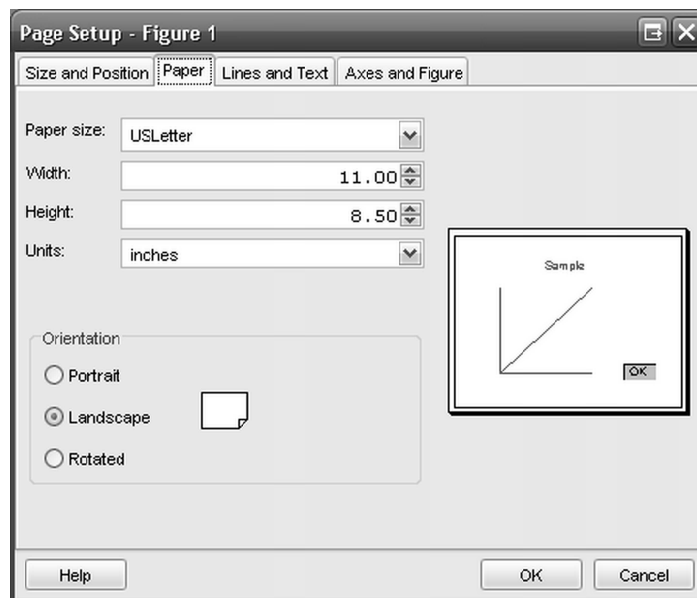 Page Setup - Figure 1
Size and Position Paper Lines and Text Axes and Figure
Paper size: USLetter
Width: 11.00
Height: 8.50
Units: inches
Sample
OK
Orientation
Portrait
Landscape
Rotated
Help OK Cancel